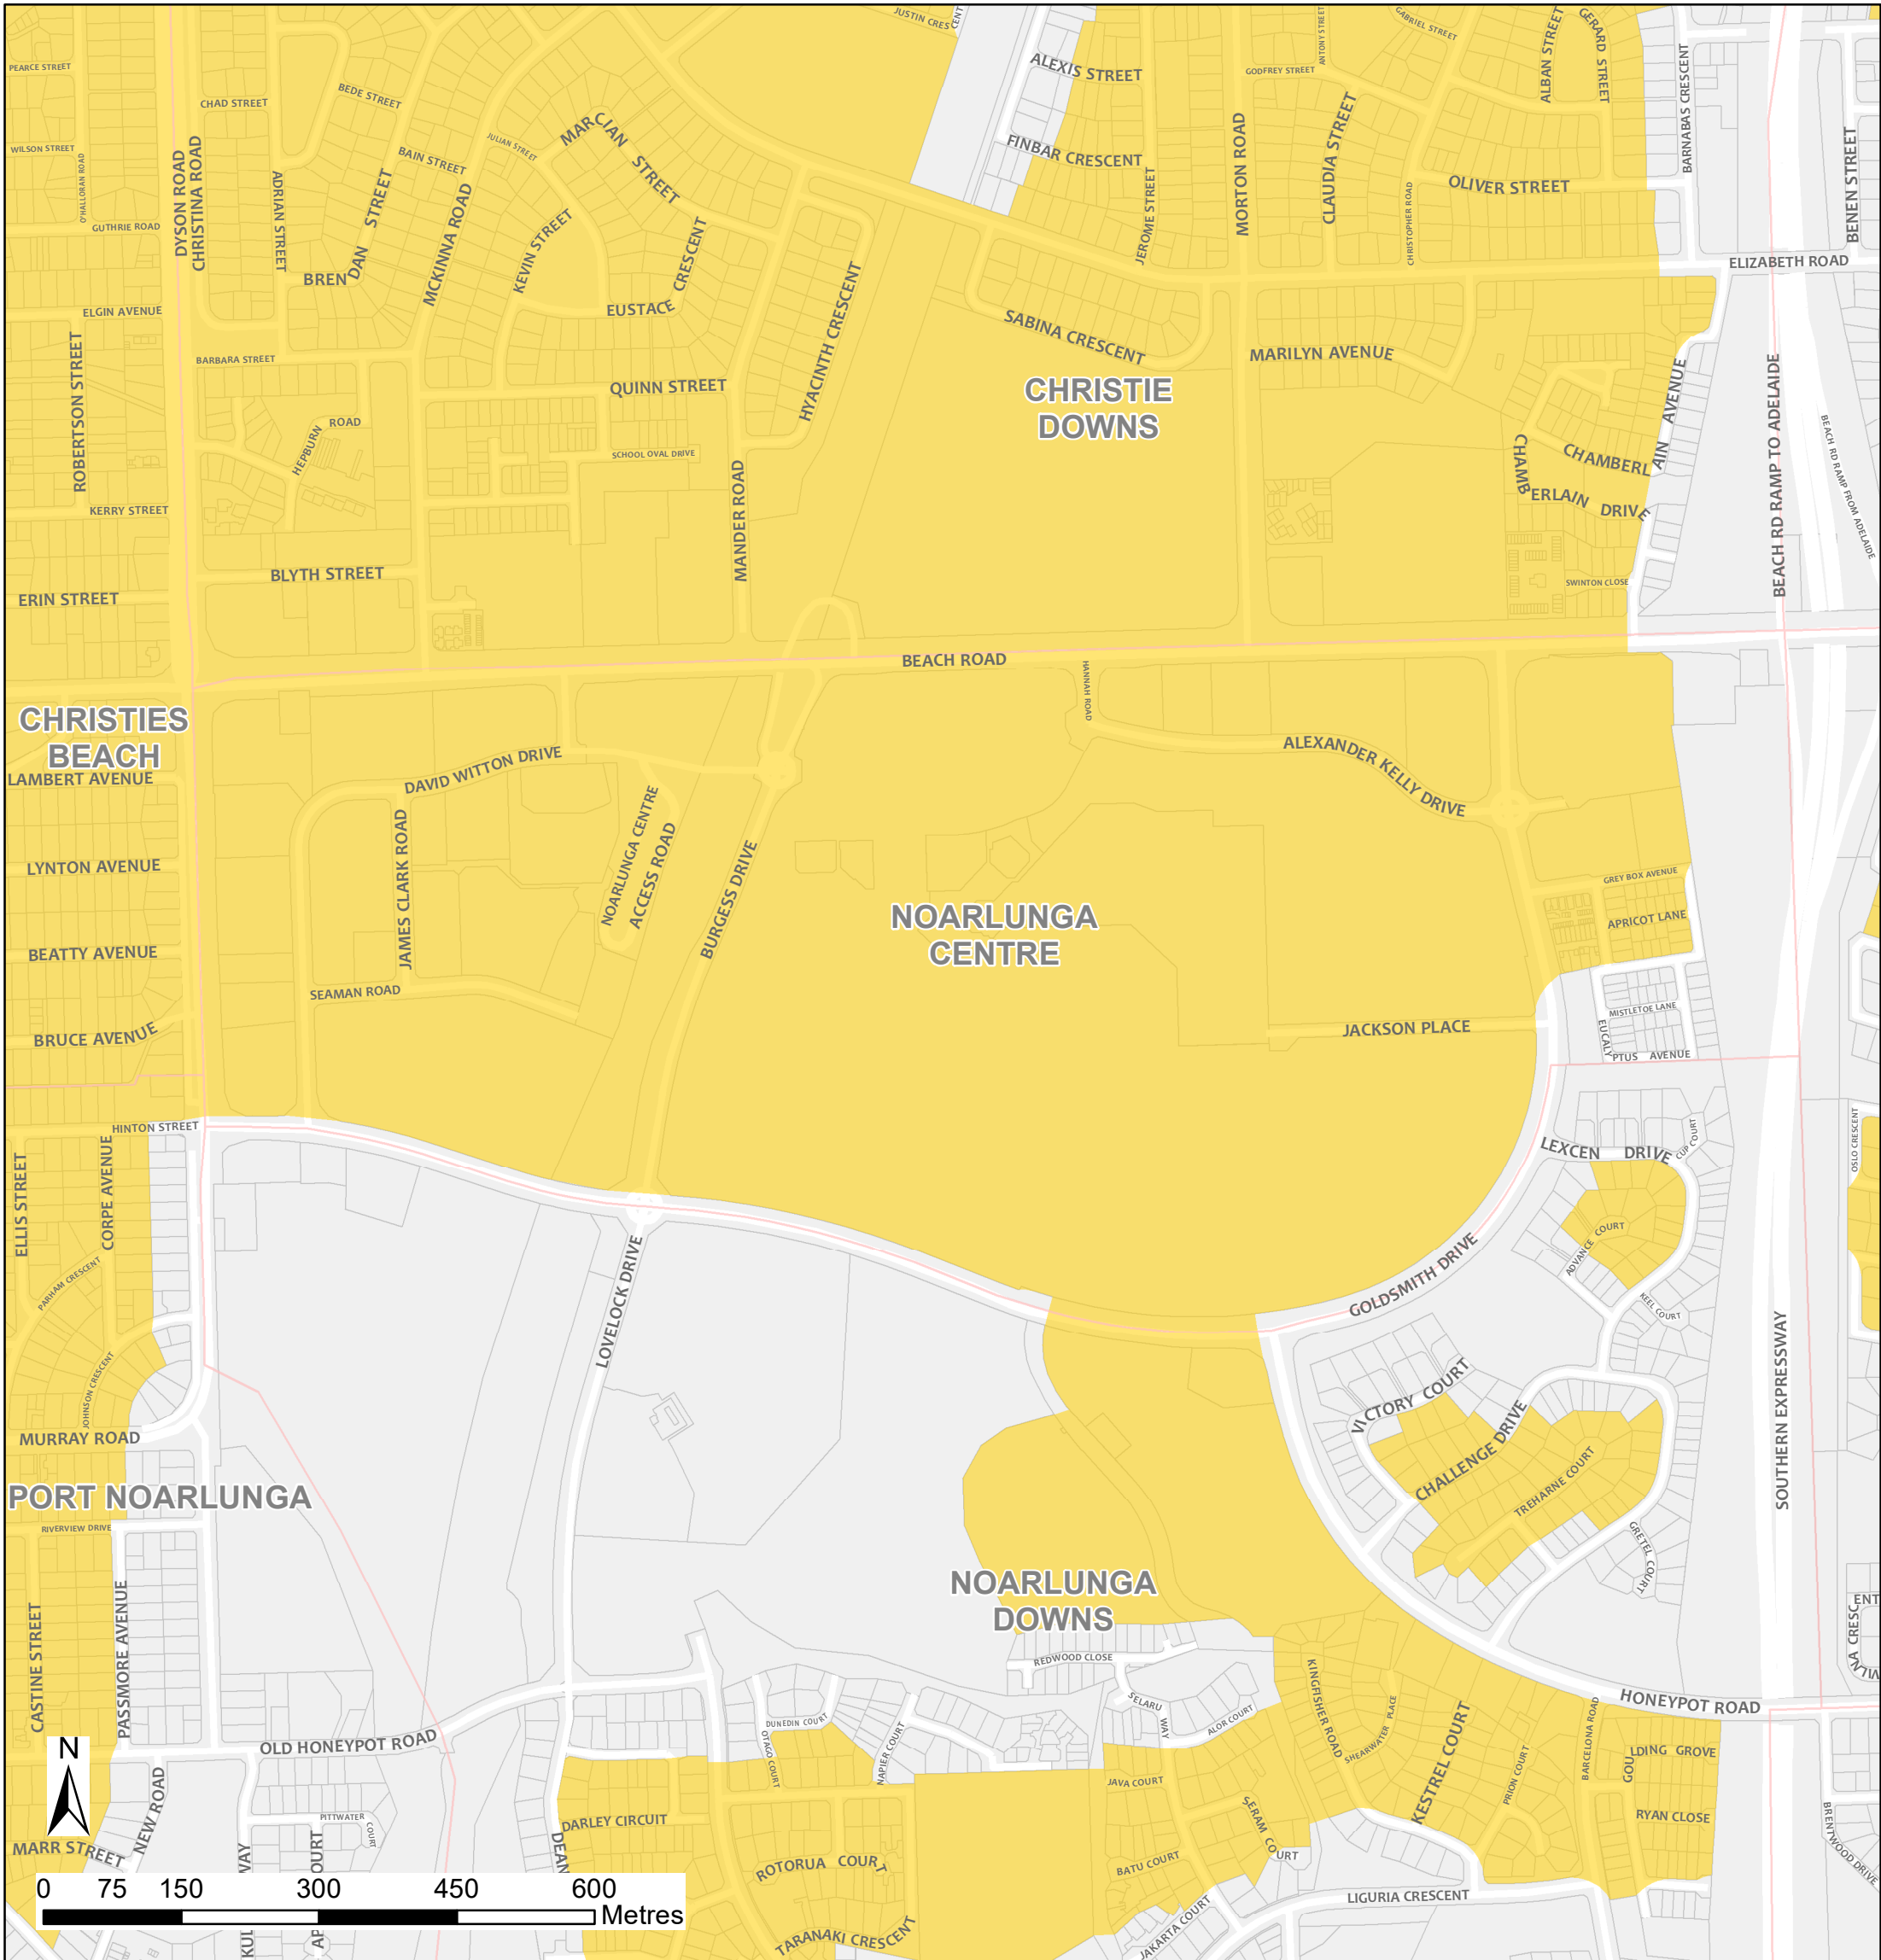 JUSTIN CRES
CENT
ALEXIS STREET
ANTONY STREET
GABRIEL STREET
ALBAN STREET
GERARD STREET
PEARCE STREET
BEDE STREET
CHAD STREET
GODFREY STREET
BARNABAS CRESCENT
MARCIAN STREET
JULIAN STREET
MORTON ROAD
CLAUDIA STREET
WILSON STREET
BAIN STREET
FINBAR CRESCENT
BENEN STREET
O'HALLORAN ROAD
DYSON ROAD
CHRISTINA ROAD
ADRIAN STREET
BRENDAN STREET
MCKINNA ROAD
KEVIN STREET
EUSTACE CRESCENT
JEROME STREET
CHRISTOPHER ROAD
OLIVER STREET
GUTHRIE ROAD
ELIZABETH ROAD
ELGIN AVENUE
HYACINTH CRESCENT
SABINA CRESCENT
MARILYN AVENUE
ROBERTSON STREET
BARBARA STREET
QUINN STREET
CHRISTIE
DOWNS
BEACH RD RAMP TO ADELAIDE
BEACH RD RAMP FROM ADELAIDE
HEPBURN ROAD
SCHOOL OVAL DRIVE
CHAMBERLAIN AVENUE
CHAMBERLAIN DRIVE
MANDER ROAD
KERRY STREET
BLYTH STREET
SWINTON CLOSE
ERIN STREET
BEACH ROAD
HANNAH ROAD
CHRISTIES
BEACH
DAVID WITTON DRIVE
ALEXANDER KELLY DRIVE
LAMBERT AVENUE
JAMES CLARK ROAD
NOARLUNGA CENTRE
ACCESS ROAD
BURGESS DRIVE
LYNTON AVENUE
GREY BOX AVENUE
NOARLUNGA
CENTRE
APRICOT LANE
BEATTY AVENUE
SEAMAN ROAD
MISTLETOE LANE
JACKSON PLACE
BRUCE AVENUE
EUCALYPTUS AVENUE
HINTON STREET
OSLO CRESCENT
LEXCEN DRIVE
CUP COURT
ELLIS STREET
CORPE AVENUE
ADVANCE COURT
PARHAM CRESCENT
LOVELOCK DRIVE
GOLDSMITH DRIVE
KEEL COURT
JOHNSON CRESCENT
VICTORY COURT
SOUTHERN EXPRESSWAY
MURRAY ROAD
CHALLENGE DRIVE
TREHARNE COURT
PORT NOARLUNGA
RIVERVIEW DRIVE
GRETEL COURT
NOARLUNGA
DOWNS
CASTINE STREET
PASSMORE AVENUE
REDWOOD CLOSE
KINGFISHER ROAD
SELARU WAY
ALOR COURT
SHEARWATER PLACE
KESTREL COURT
HONEYPOT ROAD
BARCELONA ROAD
DUNEDIN COURT
OTAGO COURT
NAPIER COURT
OLD HONEYPOT ROAD
N
NEW ROAD
JAVA COURT
PRION COURT
GOULDING GROVE
RYAN CLOSE
PITTWATER COURT
DARLEY CIRCUIT
SERAM COURT
BRENTWOOD DRIVE
MARR STREET
WAY
COURT
DEAN
ROTORUA COURT
BATU COURT
LIGURIA CRESCENT
0 75 150 300 450 600
Metres
TARANAKI CRESCENT
JAKARTA COURT